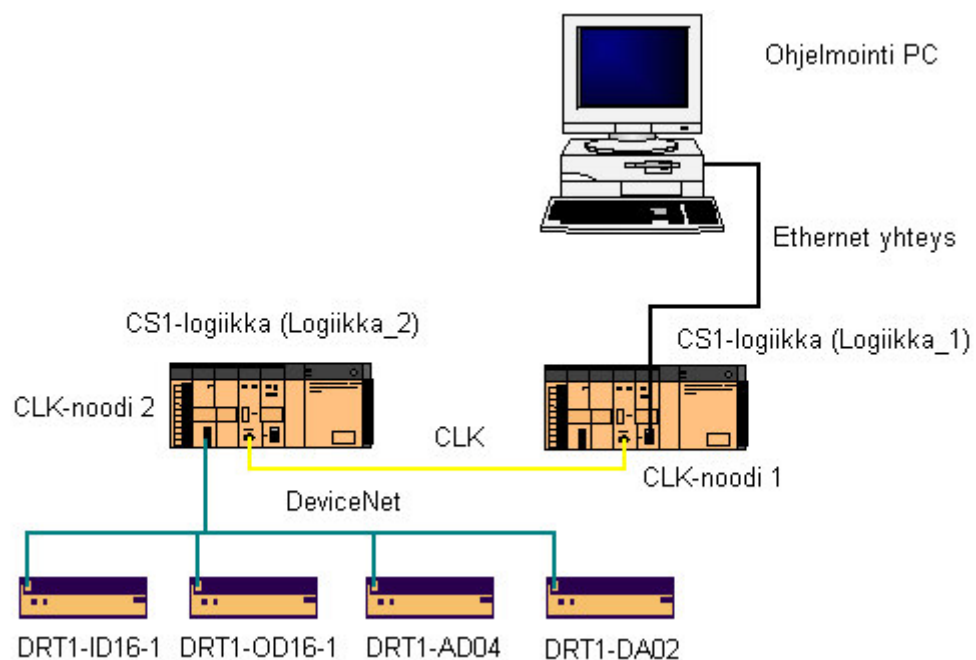 Ohjelmointi PC
Ethernet yhteys
CS1-logiikka (Logiikka_2)
CS1-logiikka (Logiikka_1)
CLK-noodi 2
CLK
CLK-noodi 1
DeviceNet
DRT1-ID16-1
DRT1-OD16-1
DRT1-AD04
DRT1-DA02